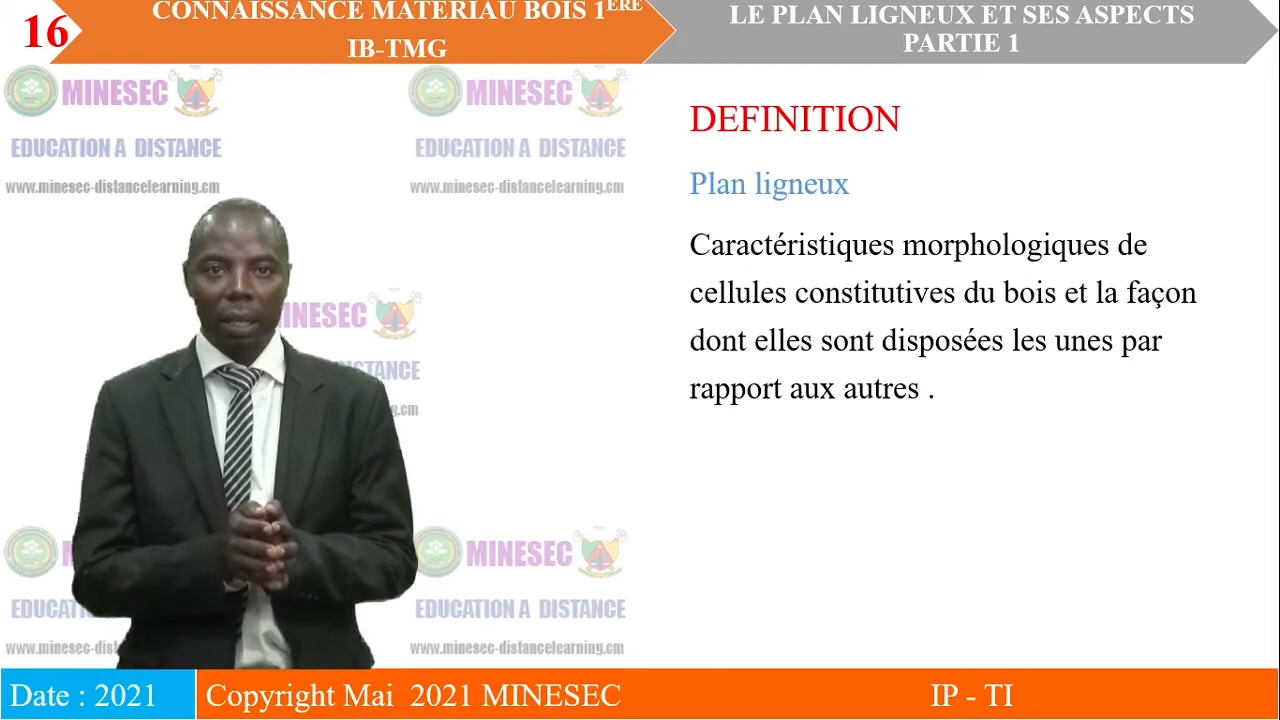 16
CONNAISSANCE MATERIAU BOIS 1ERE
IB-TMG
LE PLAN LIGNEUX ET SES ASPECTS
PARTIE 1
MINESEC
EDUCATION A DISTANCE
www.minesec-distancelearning.cm
MINESEC
EDUCATION A DISTANCE
www.minesec-distancelearning.cm
DEFINITION
Plan ligneux
Caractéristiques morphologiques de
cellules constitutives du bois et la façon
dont elles sont disposées les unes par
rapport aux autres .
MINESEC
EDUCATION A DISTANCE
www.minesec-distancelearning.cm
Date : 2021
Copyright Mai 2021 MINESEC
IP - TI